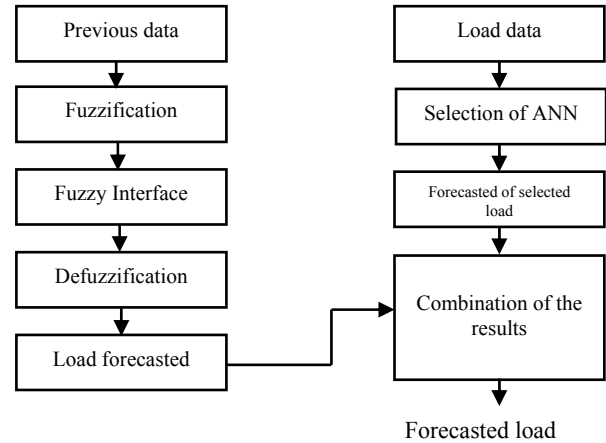 Previous data
Fuzzification
Fuzzy Interface
Defuzzification
Load forecasted
Load data
Selection of ANN
Forecasted of selected
load
Combination of the
results
Forecasted load